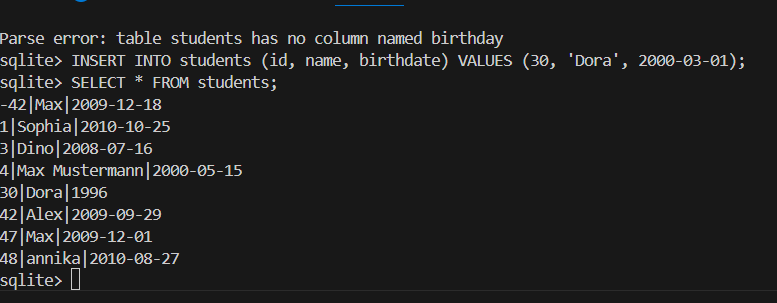 Parse error: table students has no column named birthday
sqlite> INSERT INTO students (id, name, birthdate) VALUES (30, 'Dora', 2000-03-01);
sqlite> SELECT * FROM students;
-42|Max|2009-12-18
1|Sophia|2010-10-25
3|Dino|2008-07-16
4|Max Mustermann|2000-05-15
30|Dora|1996
42|Alex|2009-09-29
47|Max|2009-12-01
48|annika|2010-08-27
sqlite>